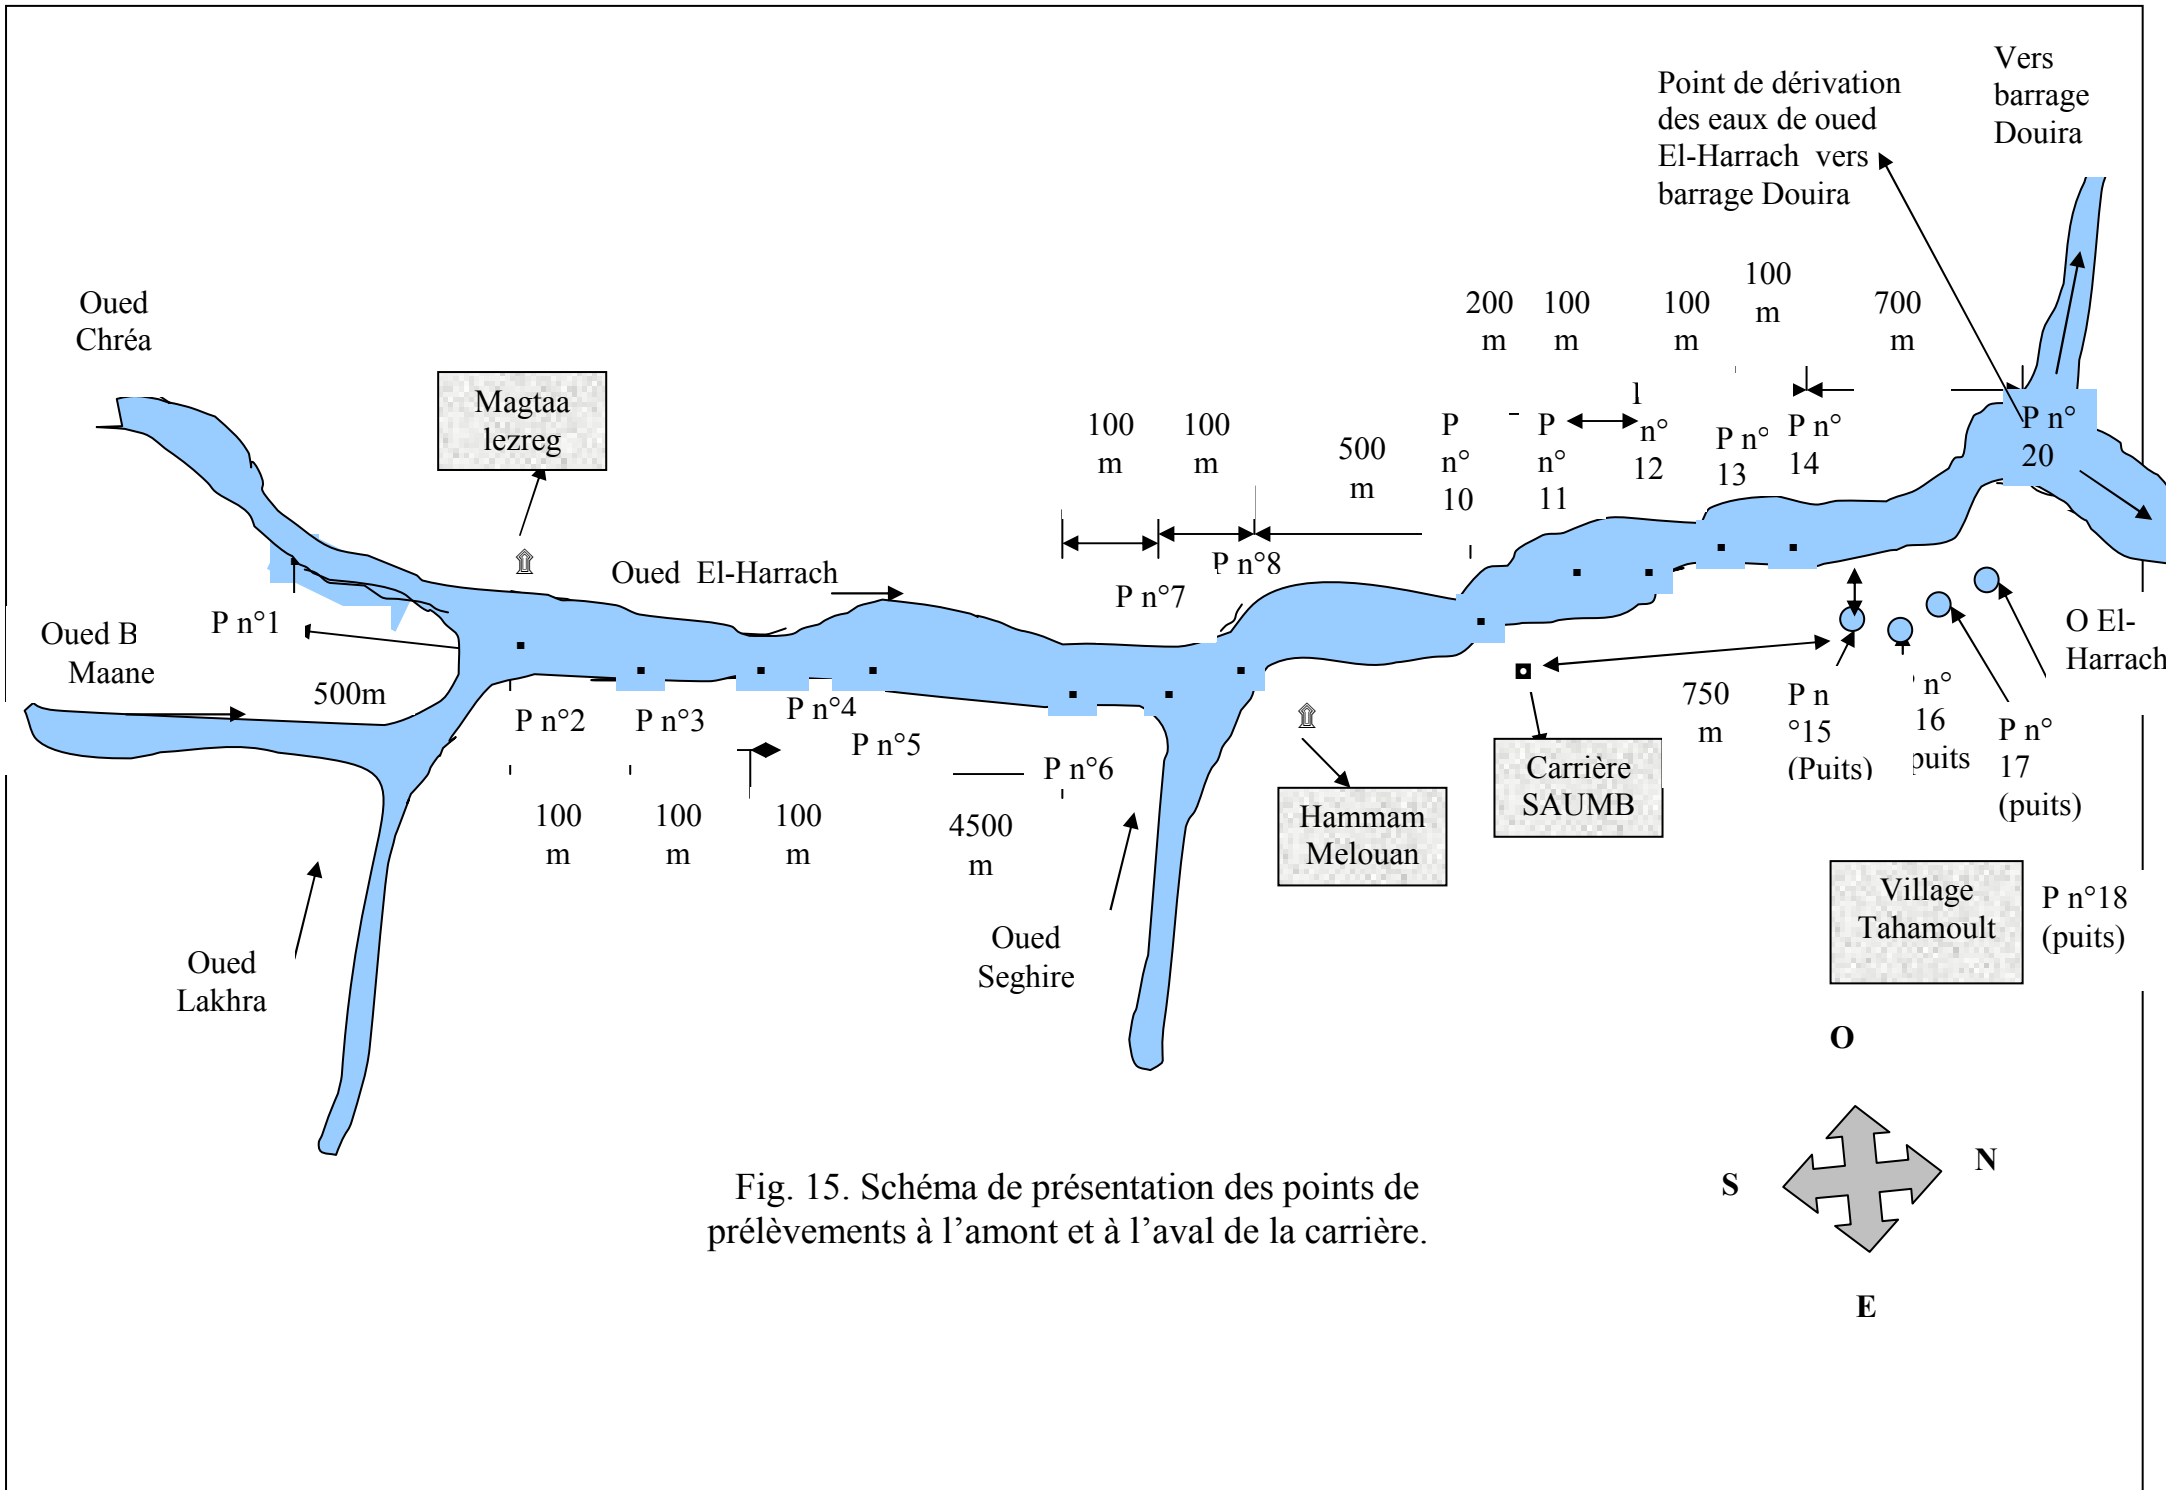 Vers
barrage
Douira
Point de dérivation
des eaux de oued
El-Harrach vers
barrage Douira
Oued
Chréa
Magtaa
lezreg
100
m
100
m
500
m
200
m
100
m
100
m
100
m
700
m
P
n°
10
P
n°
11
n°
12
P n°
13
P n°
14
P n°
20
Oued El-Harrach
P n°7
P n°8
P n°1
Oued B
Maane
500m
P n°2
P n°3
P n°4
P n°5
P n°6
100
m
100
m
100
m
4500
m
Oued
Lakhra
Oued
Seghire
Hammam
Melouan
Carrière
SAUMB
750
m
P n
°15
(Puits)
n°
16
puits
P n°
17
(puits)
O El-
Harrach
Village
Tahamoult
P n°18
(puits)
O
S
N
E
Fig. 15. Schéma de présentation des points de
prélèvements à l’amont et à l’aval de la carrière.